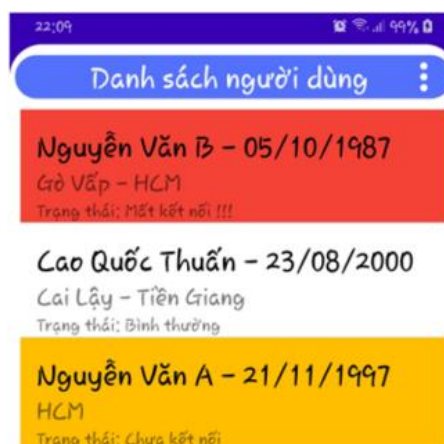 22:09 99%
Danh sách người dùng
Nguyễn Văn B - 05/10/1987
Gò Vấp - HCM
Trạng thái: Mất kết nối !!!
Cao Quốc Thuấn - 23/08/2000
Cai Lậy - Tiền Giang
Trạng thái: Bình thường
Nguyễn Văn A - 21/11/1997
HCM
Trạng thái: Chưa kết nối